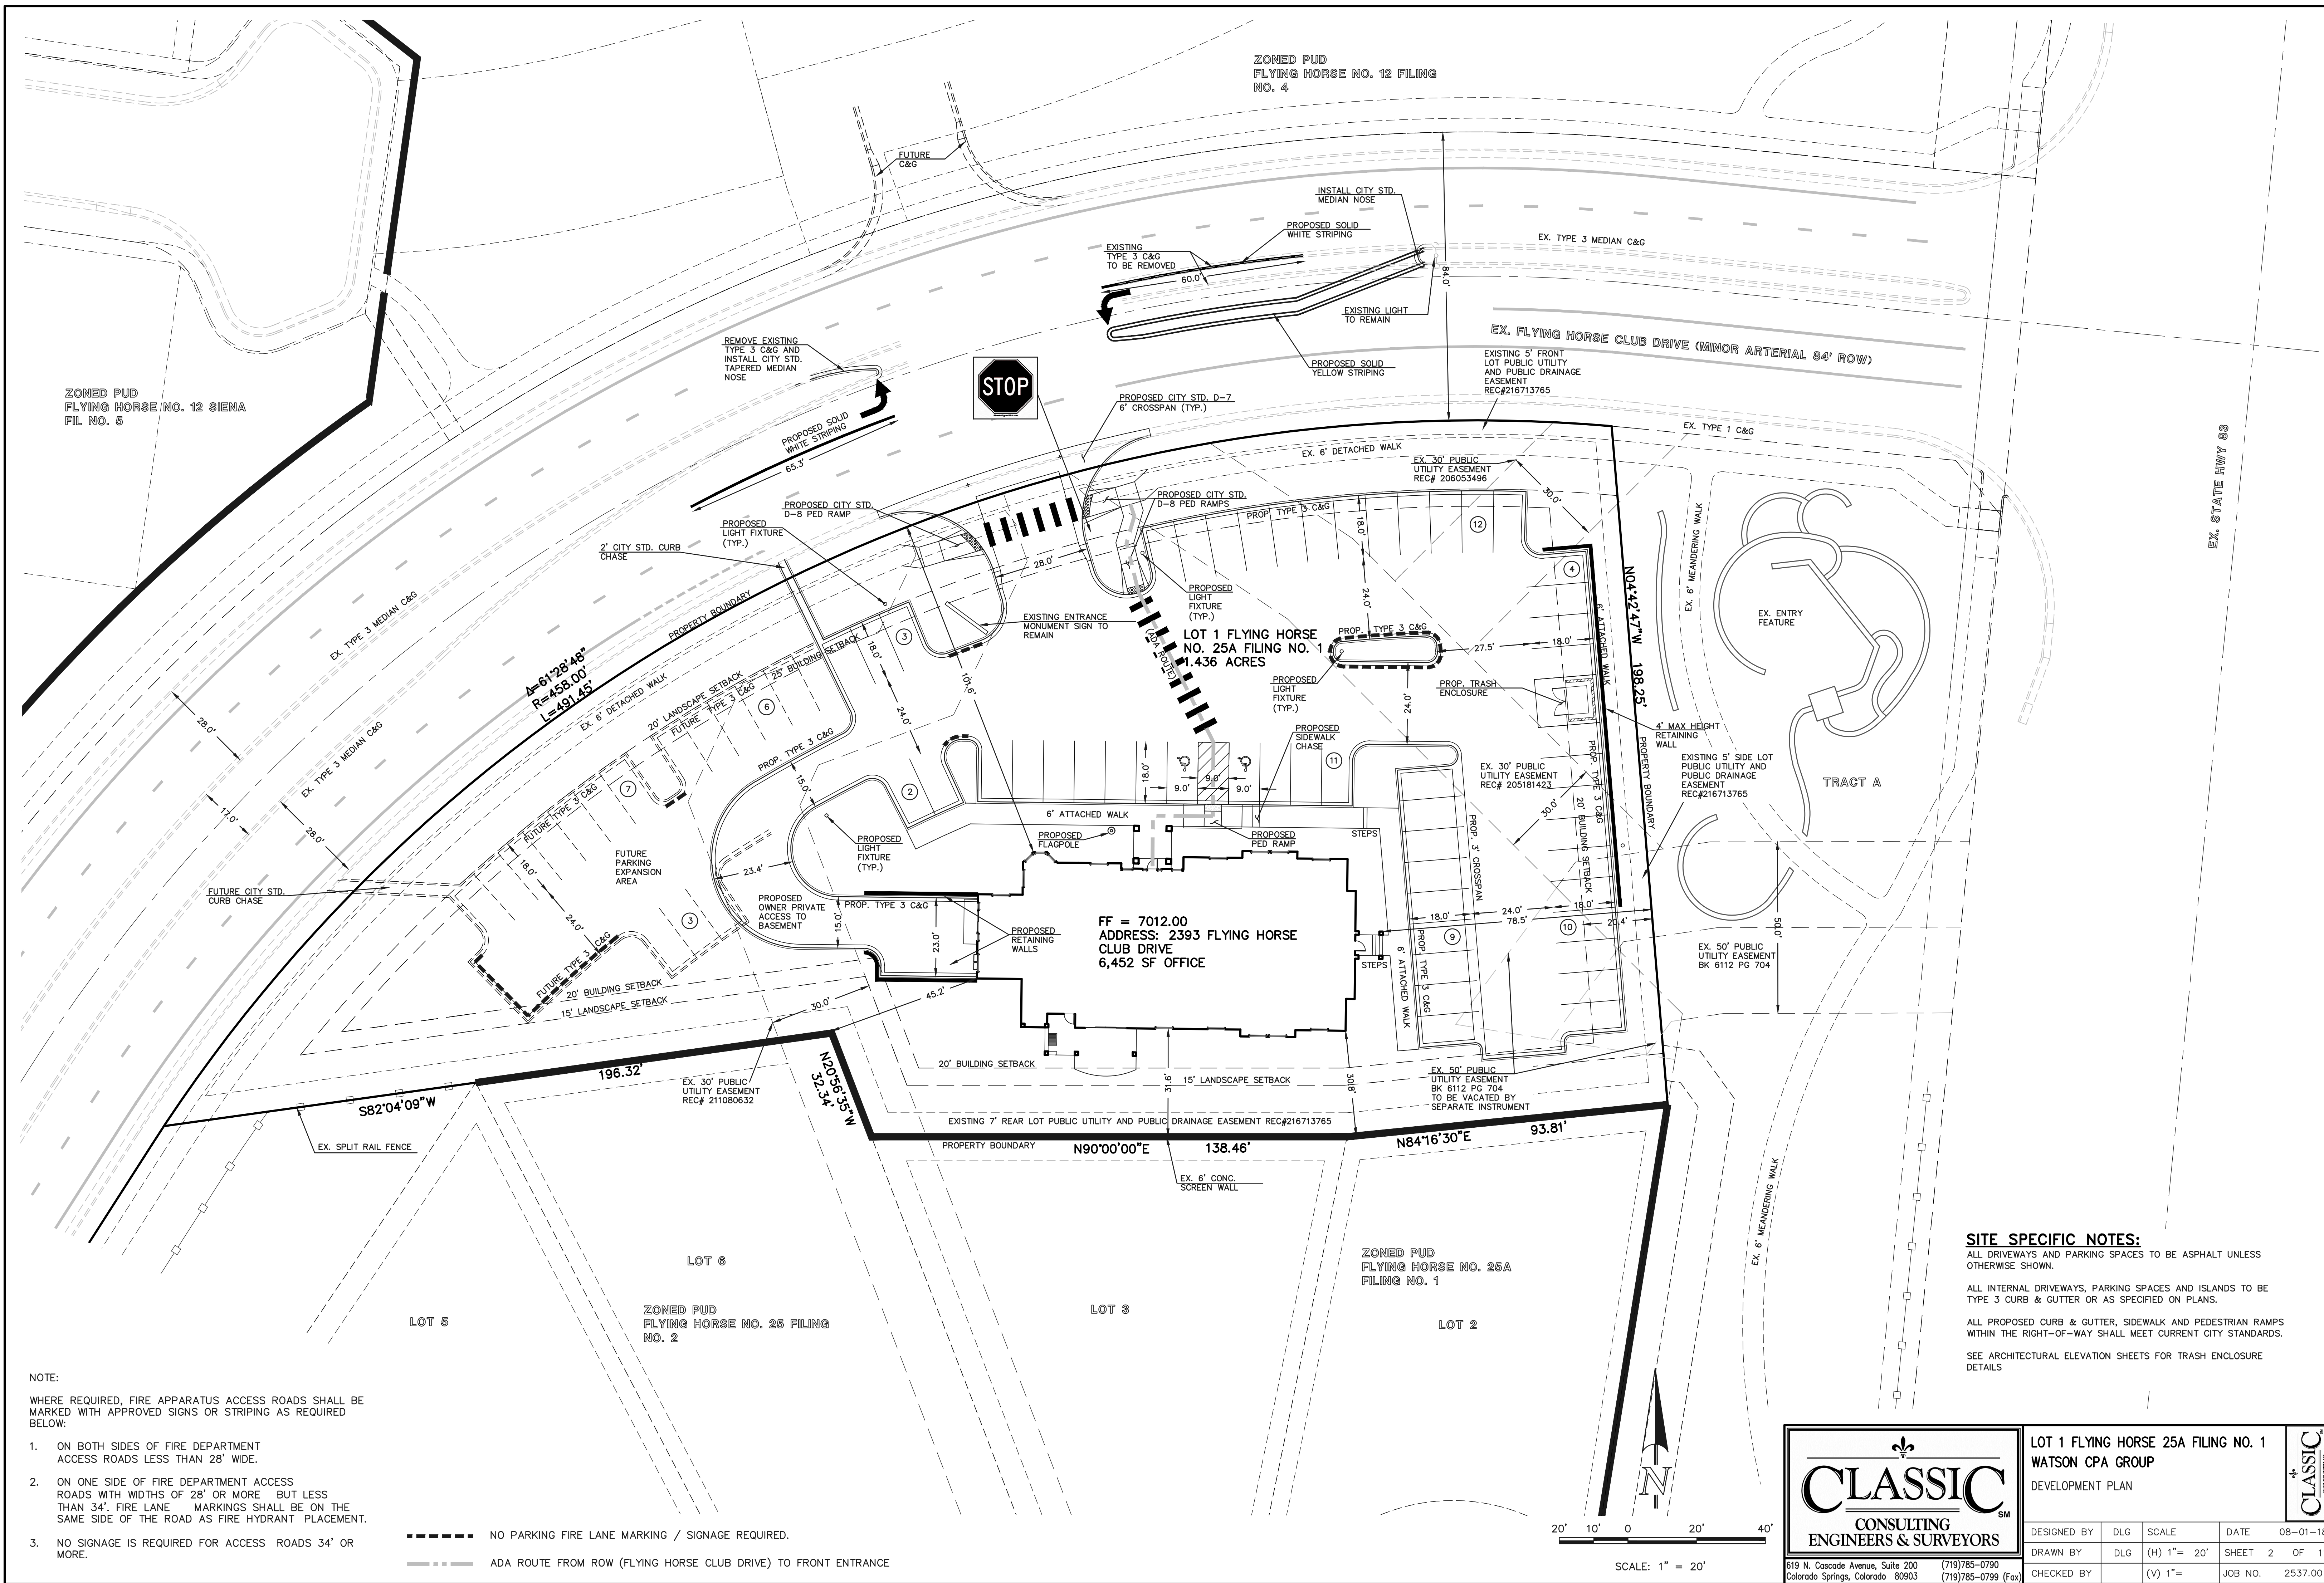 ZONED PUD
FLYING HORSE NO. 12 FILING
NO. 4
FUTURE
C&G
INSTALL CITY STD.
MEDIAN NOSE
PROPOSED SOLID
WHITE STRIPING
EXISTING
TYPE 3 C&G
TO BE REMOVED
60.0'
84.0'
EX. TYPE 3 MEDIAN C&G
EXISTING LIGHT
TO REMAIN
PROPOSED SOLID
YELLOW STRIPING
EX. FLYING HORSE CLUB DRIVE (MINOR ARTERIAL 84' ROW)
EXISTING 5' FRONT
LOT PUBLIC UTILITY
AND PUBLIC DRAINAGE
EASEMENT
REC#216713765
REMOVE EXISTING
TYPE 3 C&G AND
INSTALL CITY STD.
TAPERED MEDIAN
NOSE
STOP
PROPOSED CITY STD. D-7
6' CROSSPAN (TYP.)
ZONED PUD
FLYING HORSE NO. 12 SIENA
FIL NO. 5
PROPOSED SOLID
WHITE STRIPING
65.3'
EX. TYPE 1 C&G
EX. STATE HWY 83
EX. 6' DETACHED WALK
EX. 30' PUBLIC
UTILITY EASEMENT
REC# 206053496
30.0'
PROPOSED CITY STD.
D-8 PED RAMP
PROPOSED CITY STD.
D-8 PED RAMPS
PROPOSED
LIGHT FIXTURE
(TYP.)
2' CITY STD. CURB
CHASE
PROP. TYPE 3 C&G
18.0'
12
4
28.0'
24.0'
EX. 6' MEANDERING WALK
N04°42'47"W 198.25'
6' ATTACHED WALK
EX. ENTRY
FEATURE
PROPOSED
LIGHT
FIXTURE
(TYP.)
EXISTING ENTRANCE
MONUMENT SIGN TO
REMAIN
(ADA ROUTE)
LOT 1 FLYING HORSE
NO. 25A FILING NO. 1
1.436 ACRES
PROP. TYPE 3 C&G
27.5'
18.0'
PROPERTY BOUNDARY
3
18.0'
101.6'
EX. TYPE 3 MEDIAN C&G
Δ=61°28'48"
R=458.00'
L=491.45'
25' BUILDING SETBACK
20' LANDSCAPE SETBACK
EX. 6' DETACHED WALK
FUTURE TYPE 3 C&G
6
24.0'
PROPOSED
LIGHT
FIXTURE
(TYP.)
PROP. TRASH
ENCLOSURE
24.0'
4' MAX HEIGHT
RETAINING
WALL
PROPOSED
SIDEWALK
CHASE
11
PROP. TYPE 3 C&G
PROPERTY BOUNDARY
EXISTING 5' SIDE LOT
PUBLIC UTILITY AND
PUBLIC DRAINAGE
EASEMENT
REC#216713765
TRACT A
EX. 30' PUBLIC
UTILITY EASEMENT
REC# 205181423
30.0'
20' BUILDING SETBACK
28.0'
17.0'
28.0'
EX. TYPE 3 MEDIAN C&G
PROP. TYPE 3 C&G
7
15.0'
2
18.0'
9.0'
9.0'
9.0'
FUTURE TYPE 3 C&G
6' ATTACHED WALK
PROPOSED
FLAGPOLE
PROPOSED
PED RAMP
STEPS
PROP. 3' CROSSPAN
PROPOSED
LIGHT
FIXTURE
(TYP.)
FUTURE
PARKING
EXPANSION
AREA
18.0'
23.4'
FUTURE CITY STD.
CURB CHASE
24.0'
3
PROPOSED
OWNER PRIVATE
ACCESS TO
BASEMENT
PROP. TYPE 3 C&G
15.0'
23.0'
PROPOSED
RETAINING
WALLS
FF = 7012.00
ADDRESS: 2393 FLYING HORSE
CLUB DRIVE
6,452 SF OFFICE
18.0'
24.0'
18.0'
78.5'
20.4'
9
10
50.0'
EX. 50' PUBLIC
UTILITY EASEMENT
BK 6112 PG 704
STEPS
PROP. TYPE 3 C&G
6' ATTACHED WALK
FUTURE TYPE 3 C&G
20' BUILDING SETBACK
15' LANDSCAPE SETBACK
30.0'
45.2'
196.32'
S82°04'09"W
N20°56'35"W
32.34'
EX. 30' PUBLIC
UTILITY EASEMENT
REC# 211080632
EX. SPLIT RAIL FENCE
20' BUILDING SETBACK
15' LANDSCAPE SETBACK
31.6'
30.8'
EX. 50' PUBLIC
UTILITY EASEMENT
BK 6112 PG 704
TO BE VACATED BY
SEPARATE INSTRUMENT
EXISTING 7' REAR LOT PUBLIC UTILITY AND PUBLIC DRAINAGE EASEMENT REC#216713765
PROPERTY BOUNDARY
N90°00'00"E
138.46'
N84°16'30"E
93.81'
EX. 6' CONC.
SCREEN WALL
EX. 6' MEANDERING WALK
LOT 6
LOT 5
ZONED PUD
FLYING HORSE NO. 25 FILING
NO. 2
LOT 3
ZONED PUD
FLYING HORSE NO. 25A
FILING NO. 1
LOT 2
SITE SPECIFIC NOTES:
ALL DRIVEWAYS AND PARKING SPACES TO BE ASPHALT UNLESS
OTHERWISE SHOWN.
ALL INTERNAL DRIVEWAYS, PARKING SPACES AND ISLANDS TO BE
TYPE 3 CURB & GUTTER OR AS SPECIFIED ON PLANS.
ALL PROPOSED CURB & GUTTER, SIDEWALK AND PEDESTRIAN RAMPS
WITHIN THE RIGHT-OF-WAY SHALL MEET CURRENT CITY STANDARDS.
SEE ARCHITECTURAL ELEVATION SHEETS FOR TRASH ENCLOSURE
DETAILS
NOTE:
WHERE REQUIRED, FIRE APPARATUS ACCESS ROADS SHALL BE
MARKED WITH APPROVED SIGNS OR STRIPING AS REQUIRED
BELOW:
1. ON BOTH SIDES OF FIRE DEPARTMENT
ACCESS ROADS LESS THAN 28' WIDE.
2. ON ONE SIDE OF FIRE DEPARTMENT ACCESS
ROADS WITH WIDTHS OF 28' OR MORE BUT LESS
THAN 34'. FIRE LANE MARKINGS SHALL BE ON THE
SAME SIDE OF THE ROAD AS FIRE HYDRANT PLACEMENT.
3. NO SIGNAGE IS REQUIRED FOR ACCESS ROADS 34' OR
MORE.
NO PARKING FIRE LANE MARKING / SIGNAGE REQUIRED.
ADA ROUTE FROM ROW (FLYING HORSE CLUB DRIVE) TO FRONT ENTRANCE
N
20' 10' 0 20' 40'
SCALE: 1" = 20'
CLASSIC SM
CONSULTING
ENGINEERS & SURVEYORS
619 N. Cascade Avenue, Suite 200 (719)785-0790
Colorado Springs, Colorado 80903 (719)785-0799 (Fax)
LOT 1 FLYING HORSE 25A FILING NO. 1
WATSON CPA GROUP
DEVELOPMENT PLAN
CLASSIC
DESIGNED BY DLG SCALE DATE 08-01-18
DRAWN BY DLG (H) 1"= 20' SHEET 2 OF
CHECKED BY (V) 1"= JOB NO. 2537.07